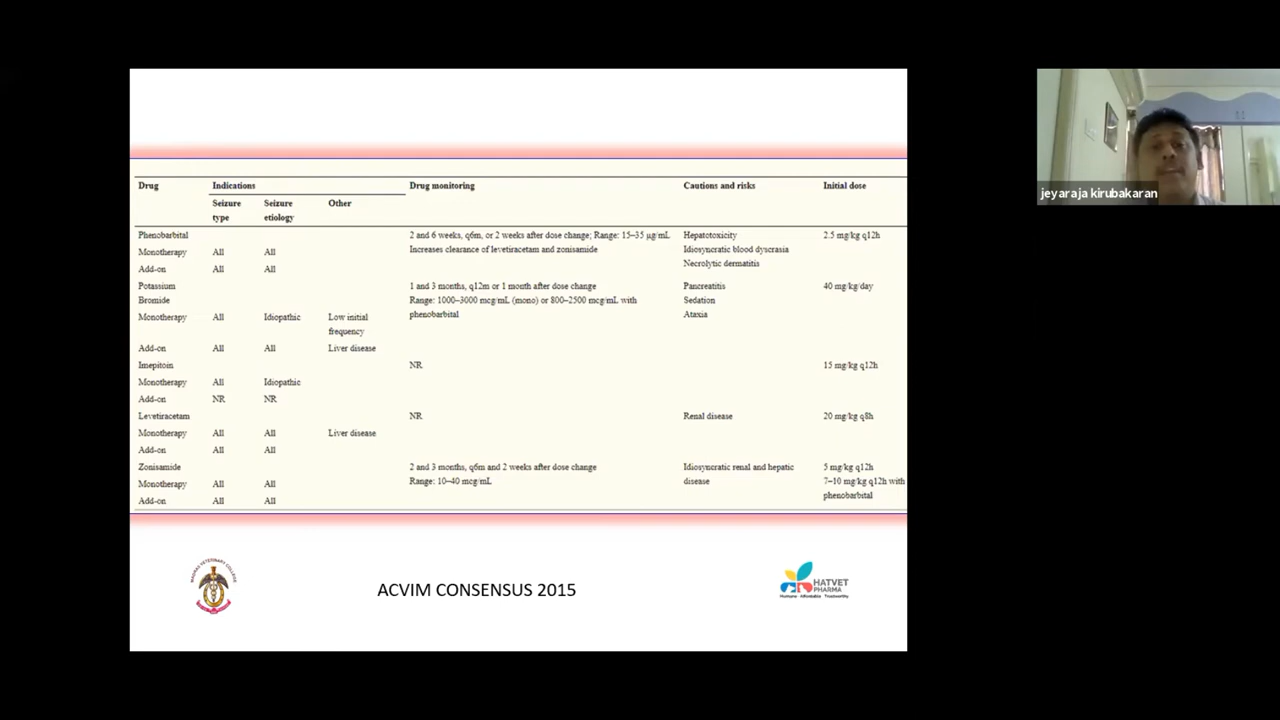 Drug Indications Drug monitoring Cautions and risks Initial dose
Seizure type Seizure etiology Other
Phenobarbital 2 and 6 weeks, q6m, or 2 weeks after dose change; Range: 15–35 µg/mL Hepatotoxicity 2.5 mg/kg q12h
Increases clearance of levetiracetam and zonisamide Idiosyncratic blood dyscrasia
Monotherapy All All
Necrolytic dermatitis
Add-on All All
Potassium 1 and 3 months, q12m or 1 month after dose change Pancreatitis 40 mg/kg/day
Bromide Range: 1000–3000 mcg/mL (mono) or 800–2500 mcg/mL with Sedation
phenobarbital Ataxia
Monotherapy All Idiopathic Low initial
frequency
Add-on All All Liver disease
Imepitoin NR 15 mg/kg q12h
Monotherapy All Idiopathic
Add-on NR NR
Levetiracetam NR Renal disease 20 mg/kg q8h
Monotherapy All All Liver disease
Add-on All All
Zonisamide 2 and 3 months, q6m and 2 weeks after dose change Idiosyncratic renal and hepatic 5 mg/kg q12h
Monotherapy All All Range: 10–40 mcg/mL disease 7–10 mg/kg q12h with
phenobarbital
Add-on All All
MADRAS VETERINARY COLLEGE
ACVIM CONSENSUS 2015
HATVET
PHARMA
Humane Affordable Trustworthy
jeyaraja kirubakaran